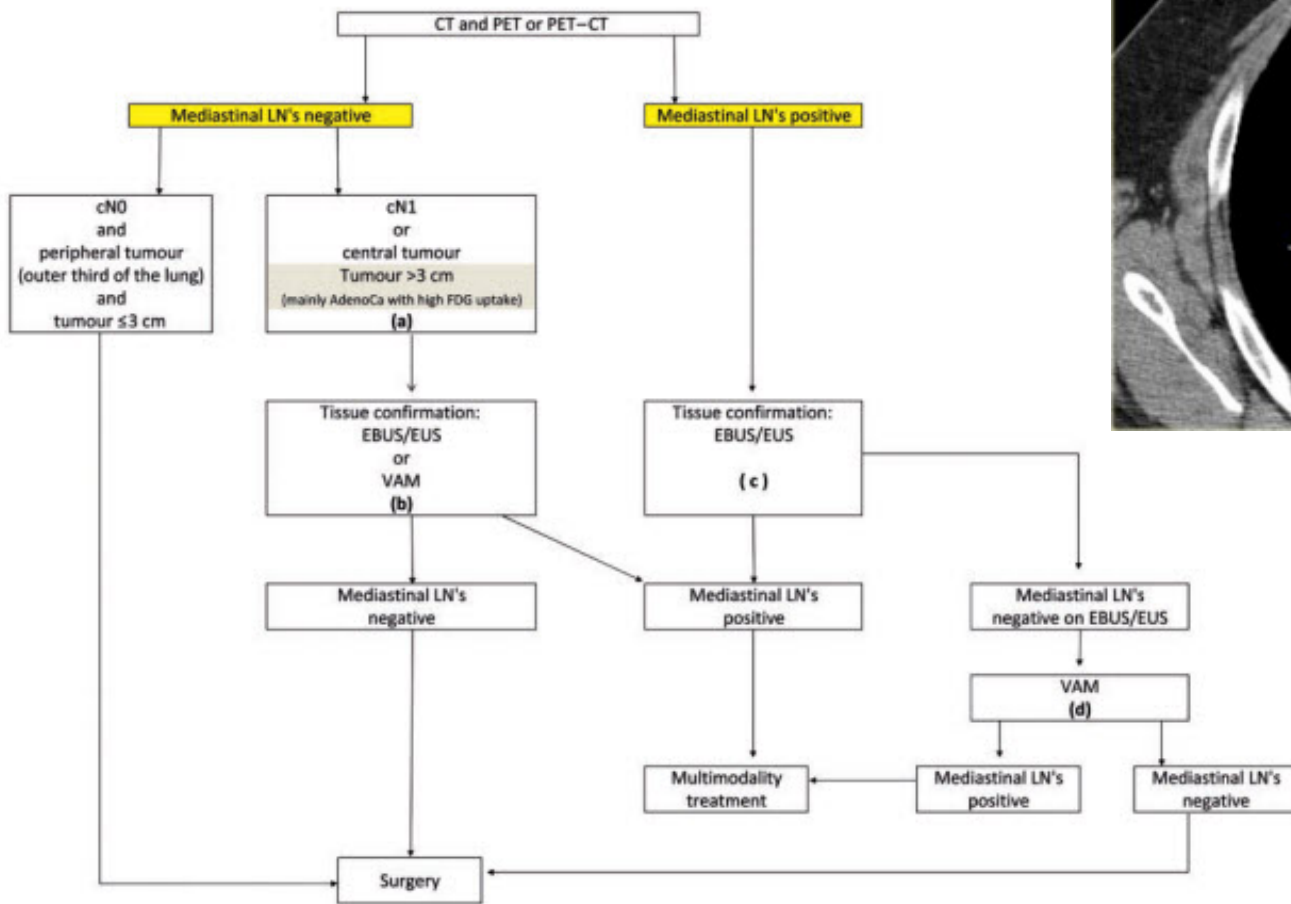 CT and PET or PET–CT
Mediastinal LN's negative
Mediastinal LN's positive
cN0
and
peripheral tumour
(outer third of the lung)
and
tumour ≤3 cm
cN1
or
central tumour
Tumour >3 cm
(mainly AdenoCa with high FDG uptake)
(a)
Tissue confirmation:
EBUS/EUS
or
VAM
(b)
Tissue confirmation:
EBUS/EUS
( c )
Mediastinal LN's
negative
Mediastinal LN's
positive
Mediastinal LN's
negative on EBUS/EUS
VAM
(d)
Multimodality
treatment
Mediastinal LN's
positive
Mediastinal LN's
negative
Surgery